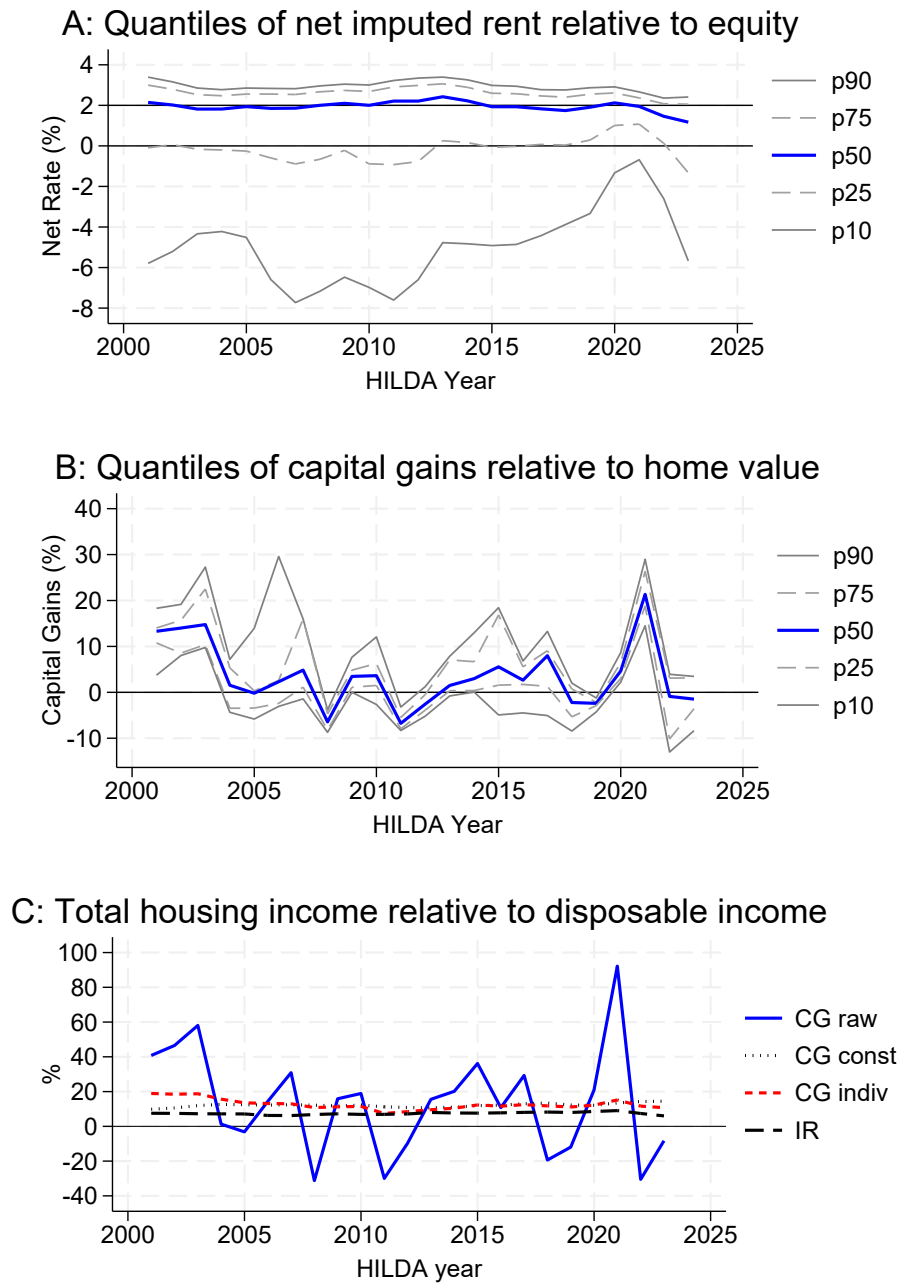 A: Quantiles of net imputed rent relative to equity
Net Rate (%)
4
2
0
-2
-4
-6
-8
2000 2005 2010 2015 2020 2025
HILDA Year
p90
p75
p50
p25
p10
B: Quantiles of capital gains relative to home value
Capital Gains (%)
40
30
20
10
0
-10
2000 2005 2010 2015 2020 2025
HILDA Year
p90
p75
p50
p25
p10
C: Total housing income relative to disposable income
%
100
80
60
40
20
0
-20
-40
2000 2005 2010 2015 2020 2025
HILDA year
CG raw
CG const
CG indiv
IR